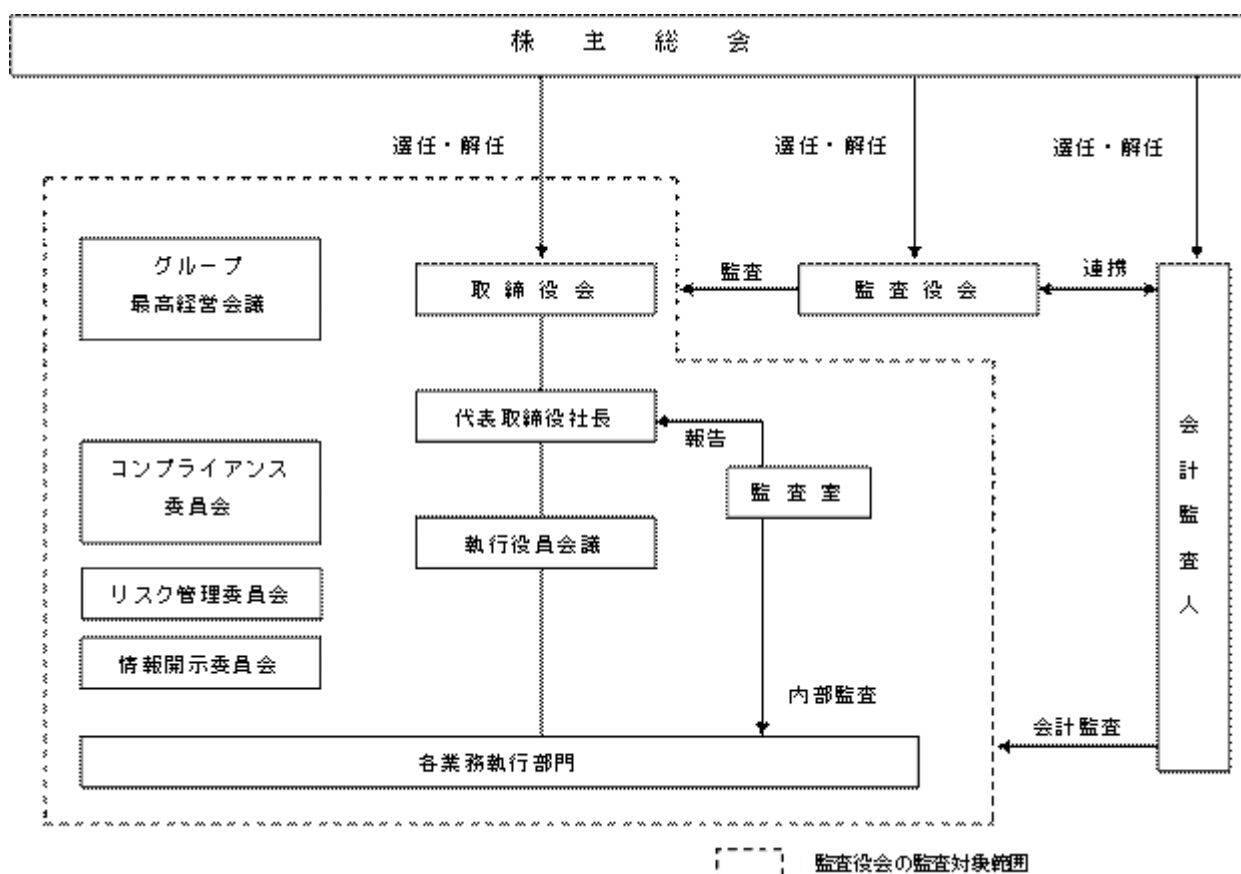 株主総会
選任・解任
選任・解任
選任・解任
グループ
最高経営会議
取締役会
監査
監査役会
連携
代表取締役社長
報告
コンプライアンス
委員会
監査室
執行役員会議
会計監査人
リスク管理委員会
情報開示委員会
内部監査
会計監査
各業務執行部門
監査役会の監査対象範囲